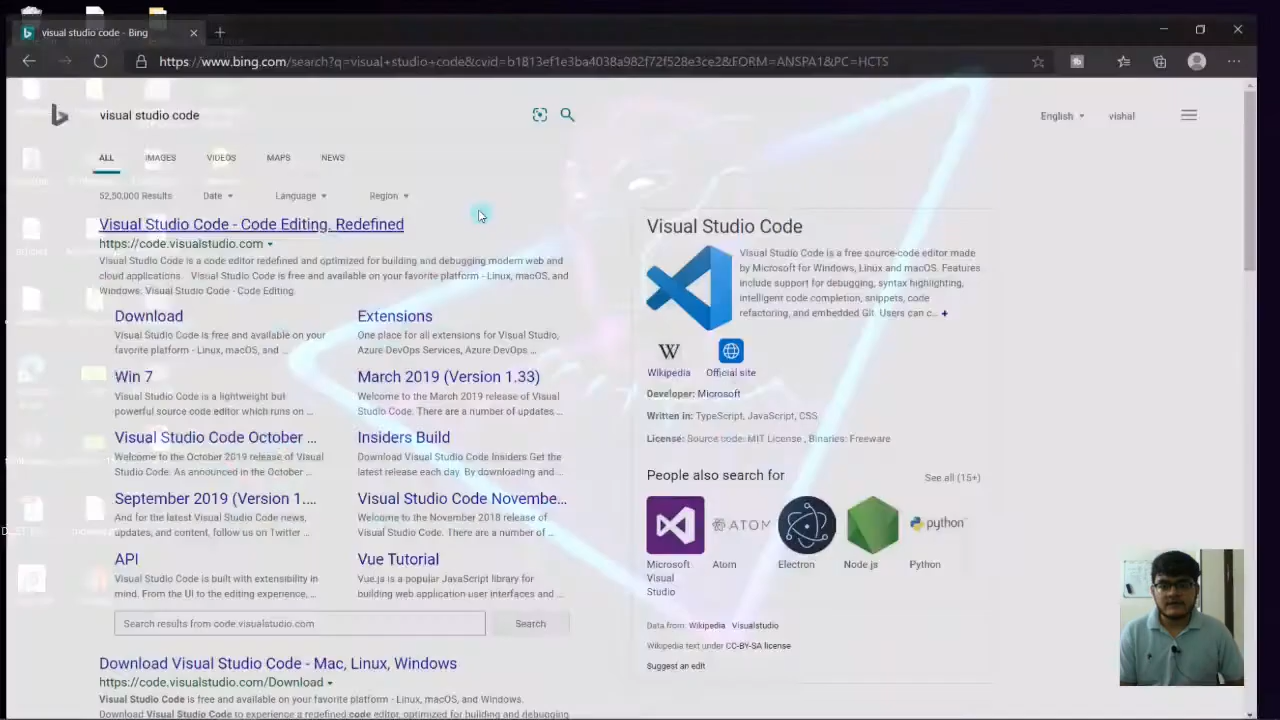 visual studio code - Bing
https://www.bing.com/search?q=visual+studio+code&cvid=b1813ef1e3ba4038a982f72f528e3ce2&FORM=ANSPA1&PC=HCTS
visual studio code
English
vishal
ALL
IMAGES
VIDEOS
MAPS
NEWS
52,50,000 Results
Date
Language
Region
Visual Studio Code - Code Editing. Redefined
https://code.visualstudio.com
Visual Studio Code is a code editor redefined and optimized for building and debugging modern web and
cloud applications. Visual Studio Code is free and available on your favorite platform - Linux, macOS, and
Windows. Visual Studio Code - Code Editing.
Download
Visual Studio Code is free and available on your
favorite platform - Linux, macOS, and ...
Extensions
One place for all extensions for Visual Studio,
Azure DevOps Services, Azure DevOps ...
Win 7
Visual Studio Code is a lightweight but
powerful source code editor which runs on ...
March 2019 (Version 1.33)
Welcome to the March 2019 release of Visual
Studio Code. There are a number of updates ...
Visual Studio Code October ...
Welcome to the October 2019 release of Visual
Studio Code. As announced in the October ...
Insiders Build
Download Visual Studio Code Insiders Get the
latest release each day. By downloading and ...
September 2019 (Version 1....
And for the latest Visual Studio Code news,
updates, and content, follow us on Twitter ...
Visual Studio Code Novembe...
Welcome to the November 2018 release of
Visual Studio Code. There are a number of ...
API
Visual Studio Code is built with extensibility in
mind. From the UI to the editing experience, ...
Vue Tutorial
Vue.js is a popular JavaScript library for
building web application user interfaces and ...
Search results from code.visualstudio.com
Search
Download Visual Studio Code - Mac, Linux, Windows
https://code.visualstudio.com/Download
Visual Studio Code is free and available on your favorite platform - Linux, macOS, and Windows.
Download Visual Studio Code to experience a redefined code editor, optimized for building and debugging
Visual Studio Code
Visual Studio Code is a free source-code editor made
by Microsoft for Windows, Linux and macOS. Features
include support for debugging, syntax highlighting,
intelligent code completion, snippets, code
refactoring, and embedded Git. Users can c... +
W
Wikipedia
Official site
Developer: Microsoft
Written in: TypeScript, JavaScript, CSS
License: Source code: MIT License , Binaries: Freeware
People also search for
See all (15+)
ATOM
python
Microsoft
Visual
Studio
Atom
Electron
Node.js
Python
Data from: Wikipedia Visualstudio
Wikipedia text under CC-BY-SA license
Suggest an edit